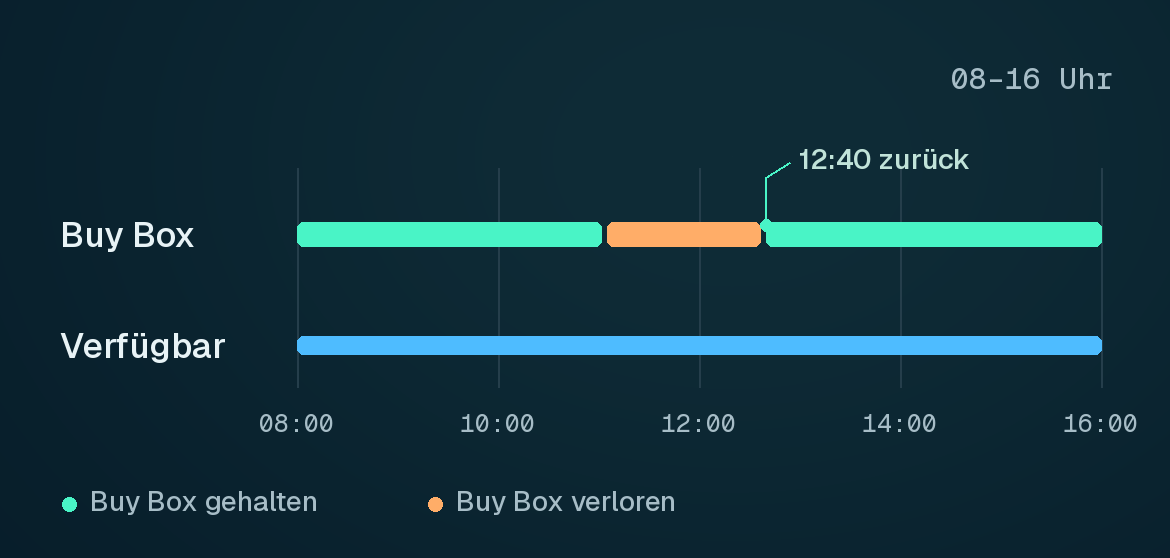 08–16 Uhr
12:40 zurück
Buy Box
Verfügbar
08:00 10:00 12:00 14:00 16:00
Buy Box gehalten Buy Box verloren